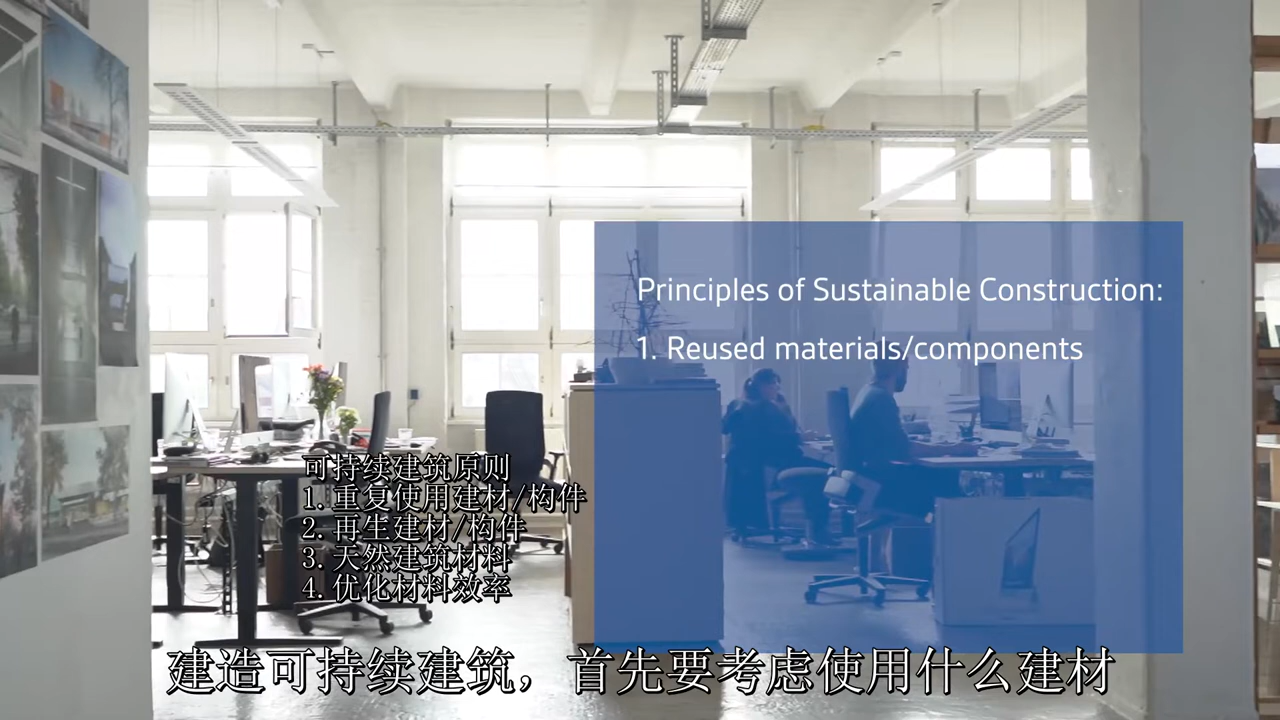 Principles of Sustainable Construction:
1. Reused materials/components
可持续建筑原则
1.重复使用建材/构件
2.再生建材/构件
3.天然建筑材料
4.优化材料效率
建造可持续建筑，首先要考虑使用什么建材